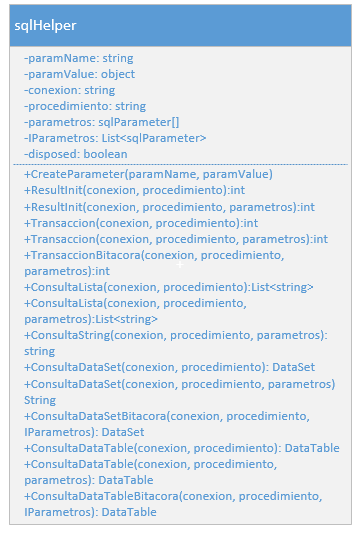 sqlHelper
-paramName: string
-paramValue: object
-conexion: string
-procedimiento: string
-parametros: sqlParameter[]
-IParametros: List<sqlParameter>
-disposed: boolean
+CreateParameter(paramName, paramValue)
+ResultInit(conexion, procedimiento):int
+ResultInit(conexion, procedimiento, parametros):int
+Transaccion(conexion, procedimiento):int
+Transaccion(conexion, procedimiento, parametros):int
+TransaccionBitacora(conexion, procedimiento,
parametros):int
+ConsultaLista(conexion, procedimiento):List<string>
+ConsultaLista(conexion, procedimiento,
parametros):List<string>
+ConsultaString(conexion, procedimiento, parametros):
string
+ConsultaDataSet(conexion, procedimiento): DataSet
+ConsultaDataSet(conexion, procedimiento, parametros)
String
+ConsultaDataSetBitacora(conexion, procedimiento,
IParametros): DataSet
+ConsultaDataTable(conexion, procedimiento): DataTable
+ConsultaDataTable(conexion, procedimiento,
parametros): DataTable
+ConsultaDataTableBitacora(conexion, procedimiento,
IParametros): DataTable